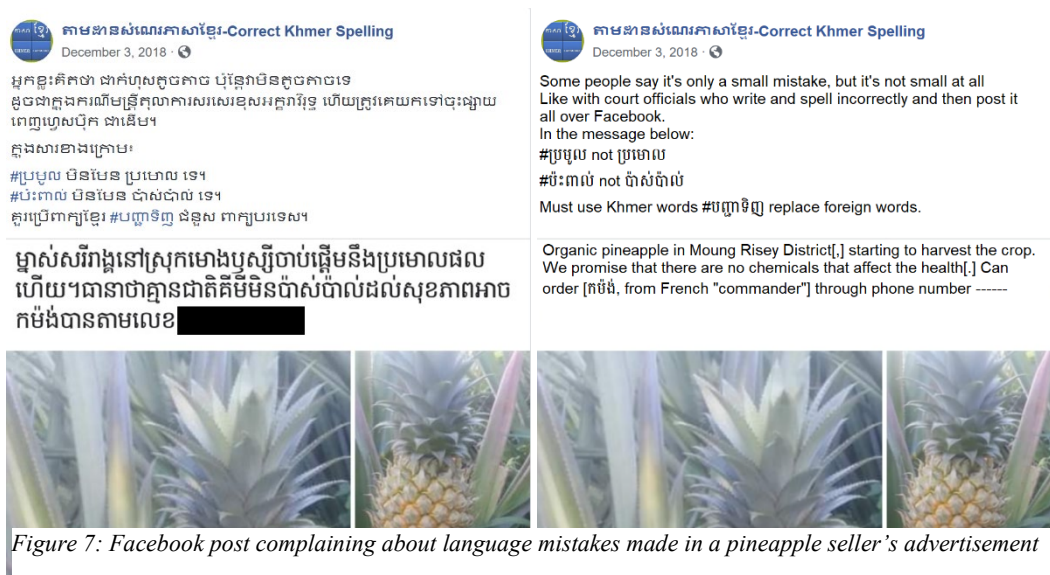 តាមដានសំណេរភាសាខ្មែរ-Correct Khmer Spelling
December 3, 2018 ·
អ្នកខ្លះគិតថា ជាកំហុសតូចតាច ប៉ុន្តែវាមិនតូចតាចទេ
ដូចជាក្នុងករណីមន្ត្រីតុលាការសរសេរខុសអក្ខរាវិរុទ្ធ ហើយត្រូវគេយកទៅចុះផ្សាយ
ពេញហ្វេសប៊ុក ជាដើម។
ក្នុងសារខាងក្រោម៖
#ប្រមូល មិនមែន ប្រមោល ទេ។
#ប៉ះពាល់ មិនមែន ប៉ាស់ប៉ាល់ ទេ។
គួរប្រើពាក្យខ្មែរ #បញ្ជាទិញ ជំនួស ពាក្យបរទេស។
ម្នាស់សរីរាង្គនៅស្រុកមោងឫស្សីចាប់ផ្តើមនឹងប្រមោលផល
ហើយ។ធានាថាគ្មានជាតិគីមីមិនប៉ាស់ប៉ាល់ដល់សុខភាពអាច
កម៉ង់បានតាមលេខ
តាមដានសំណេរភាសាខ្មែរ-Correct Khmer Spelling
December 3, 2018 ·
Some people say it's only a small mistake, but it's not small at all
Like with court officials who write and spell incorrectly and then post it
all over Facebook.
In the message below:
#ប្រមូល not ប្រមោល
#ប៉ះពាល់ not ប៉ាស់ប៉ាល់
Must use Khmer words #បញ្ជាទិញ replace foreign words.
Organic pineapple in Moung Risey District[,] starting to harvest the crop.
We promise that there are no chemicals that affect the health[.] Can
order [កម៉ង់, from French "commander"] through phone number ------
Figure 7: Facebook post complaining about language mistakes made in a pineapple seller's advertisement